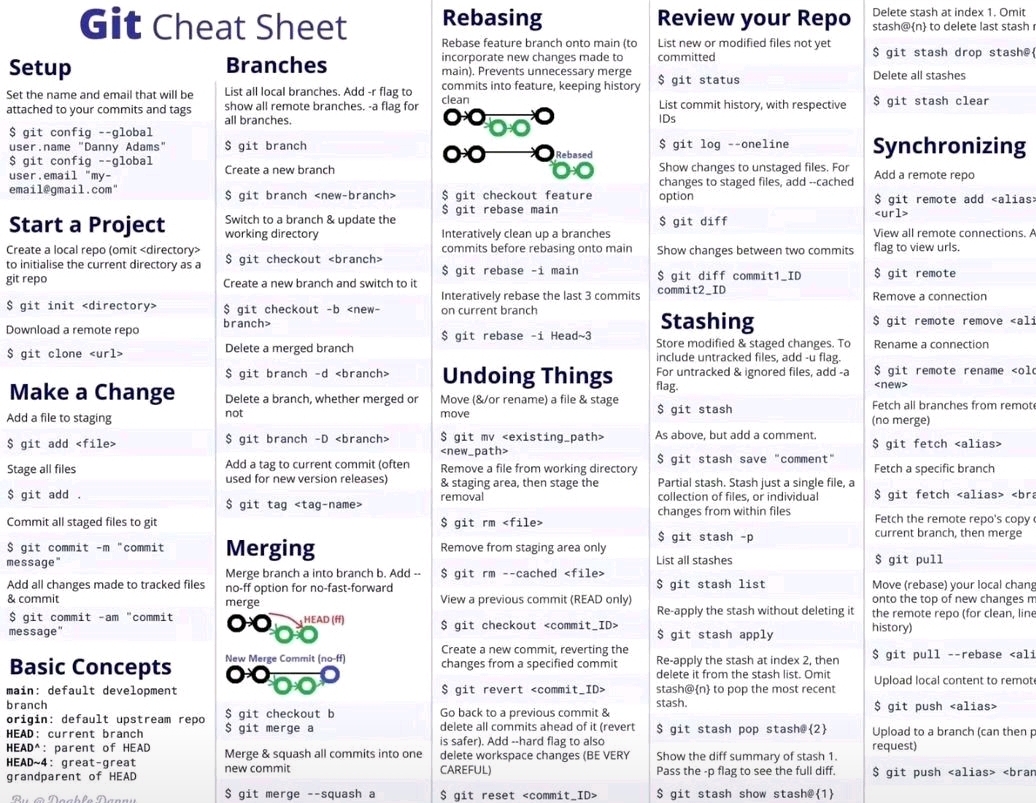 Git Cheat Sheet
Setup
Set the name and email that will be
attached to your commits and tags
$ git config --global
user.name "Danny Adams"
$ git config --global
user.email "my-
email@gmail.com"
Start a Project
Create a local repo (omit <directory>
to initialise the current directory as a
git repo
$ git init <directory>
Download a remote repo
$ git clone <url>
Make a Change
Add a file to staging
$ git add <file>
Stage all files
$ git add .
Commit all staged files to git
$ git commit -m "commit
message"
Add all changes made to tracked files
& commit
$ git commit -am "commit
message"
Basic Concepts
main: default development
branch
origin: default upstream repo
HEAD: current branch
HEAD^: parent of HEAD
HEAD~4: great-great
grandparent of HEAD
By @ Doable Danny
Branches
List all local branches. Add -r flag to
show all remote branches. -a flag for
all branches.
$ git branch
Create a new branch
$ git branch <new-branch>
Switch to a branch & update the
working directory
$ git checkout <branch>
Create a new branch and switch to it
$ git checkout -b <new-
branch>
Delete a merged branch
$ git branch -d <branch>
Delete a branch, whether merged or
not
$ git branch -D <branch>
Add a tag to current commit (often
used for new version releases)
$ git tag <tag-name>
Merging
Merge branch a into branch b. Add --
no-ff option for no-fast-forward
merge
HEAD (ff)
New Merge Commit (no-ff)
$ git checkout b
$ git merge a
Merge & squash all commits into one
new commit
$ git merge --squash a
Rebasing
Rebase feature branch onto main (to
incorporate new changes made to
main). Prevents unnecessary merge
commits into feature, keeping history
clean
Rebased
$ git checkout feature
$ git rebase main
Interatively clean up a branches
commits before rebasing onto main
$ git rebase -i main
Interatively rebase the last 3 commits
on current branch
$ git rebase -i Head~3
Undoing Things
Move (&/or rename) a file & stage
move
$ git mv <existing_path>
<new_path>
Remove a file from working directory
& staging area, then stage the
removal
$ git rm <file>
Remove from staging area only
$ git rm --cached <file>
View a previous commit (READ only)
$ git checkout <commit_ID>
Create a new commit, reverting the
changes from a specified commit
$ git revert <commit_ID>
Go back to a previous commit &
delete all commits ahead of it (revert
is safer). Add --hard flag to also
delete workspace changes (BE VERY
CAREFUL)
$ git reset <commit_ID>
Review your Repo
List new or modified files not yet
committed
$ git status
List commit history, with respective
IDs
$ git log --oneline
Show changes to unstaged files. For
changes to staged files, add --cached
option
$ git diff
Show changes between two commits
$ git diff commit1_ID
commit2_ID
Stashing
Store modified & staged changes. To
include untracked files, add -u flag.
For untracked & ignored files, add -a
flag.
$ git stash
As above, but add a comment.
$ git stash save "comment"
Partial stash. Stash just a single file, a
collection of files, or individual
changes from within files
$ git stash -p
List all stashes
$ git stash list
Re-apply the stash without deleting it
$ git stash apply
Re-apply the stash at index 2, then
delete it from the stash list. Omit
stash@{n} to pop the most recent
stash.
$ git stash pop stash@{2}
Show the diff summary of stash 1.
Pass the -p flag to see the full diff.
$ git stash show stash@{1}
Delete stash at index 1. Omit
stash@{n} to delete last stash
$ git stash drop stash@{
Delete all stashes
$ git stash clear
Synchronizing
Add a remote repo
$ git remote add <alias>
<url>
View all remote connections. A
flag to view urls.
$ git remote
Remove a connection
$ git remote remove <ali
Rename a connection
$ git remote rename <old
<new>
Fetch all branches from remote
(no merge)
$ git fetch <alias>
Fetch a specific branch
$ git fetch <alias> <bra
Fetch the remote repo's copy
current branch, then merge
$ git pull
Move (rebase) your local chang
onto the top of new changes m
the remote repo (for clean, line
history)
$ git pull --rebase <ali
Upload local content to remote
$ git push <alias>
Upload to a branch (can then p
request)
$ git push <alias> <bran